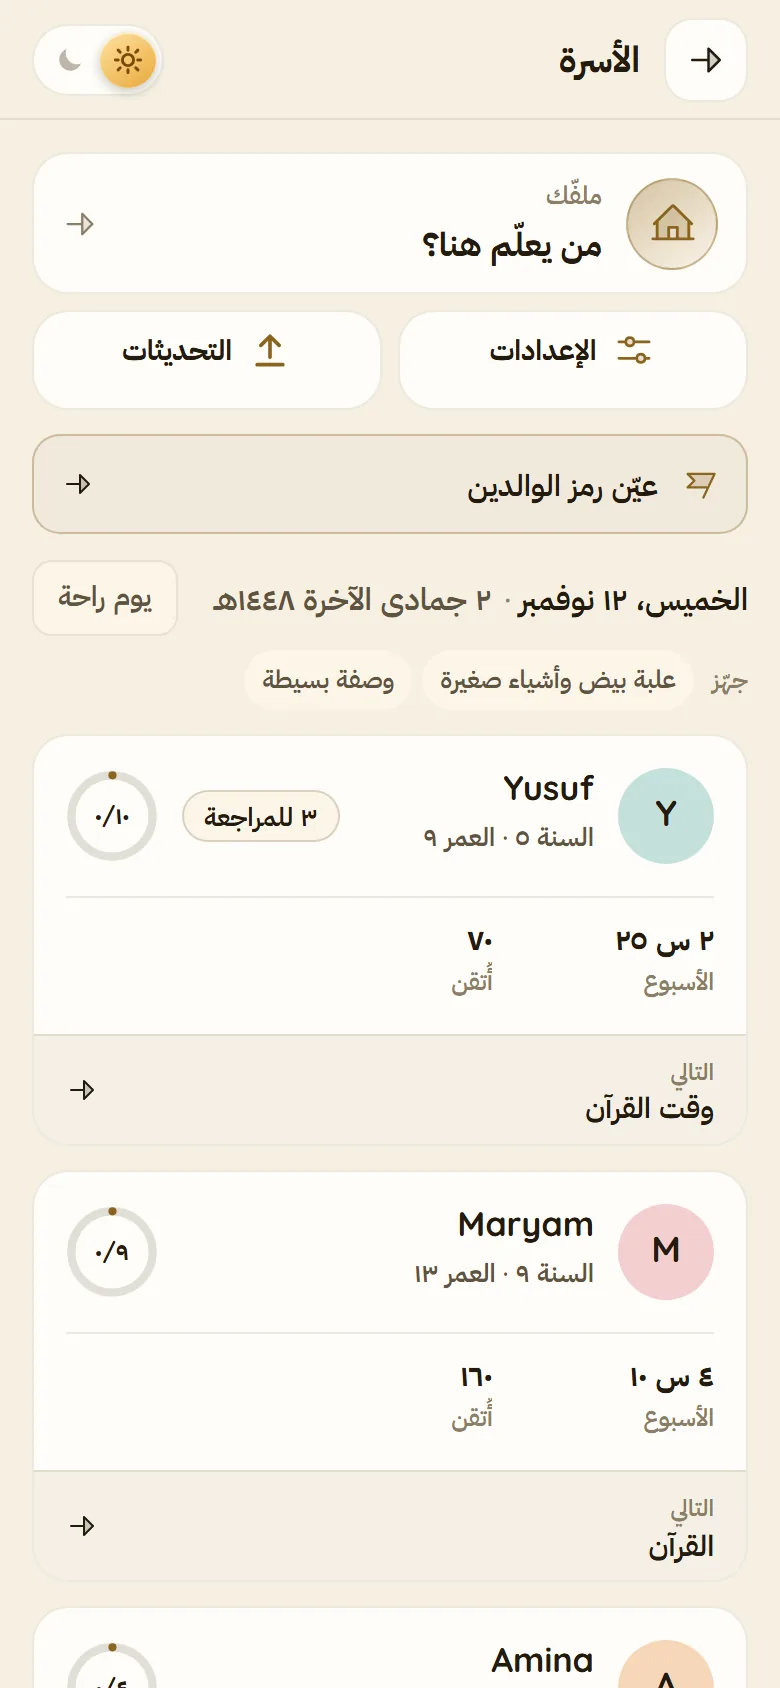 الأسرة
ملفّك
من يعلّم هنا؟
الإعدادات
التحديثات
عيّن رمز الوالدين
الخميس، ١٢ نوفمبر · ٢ جمادى الآخرة ١٤٤٨هـ
يوم راحة
جهّز
علبة بيض وأشياء صغيرة
وصفة بسيطة
Y
Yusuf
السنة ٥ · العمر ٩
٣ للمراجعة
٠/١٠
٢ س ٢٥
الأسبوع
٧٠
أُتقن
التالي
وقت القرآن
M
Maryam
السنة ٩ · العمر ١٣
٠/٩
٤ س ١٠
الأسبوع
١٦٠
أُتقن
التالي
القرآن
A
Amina